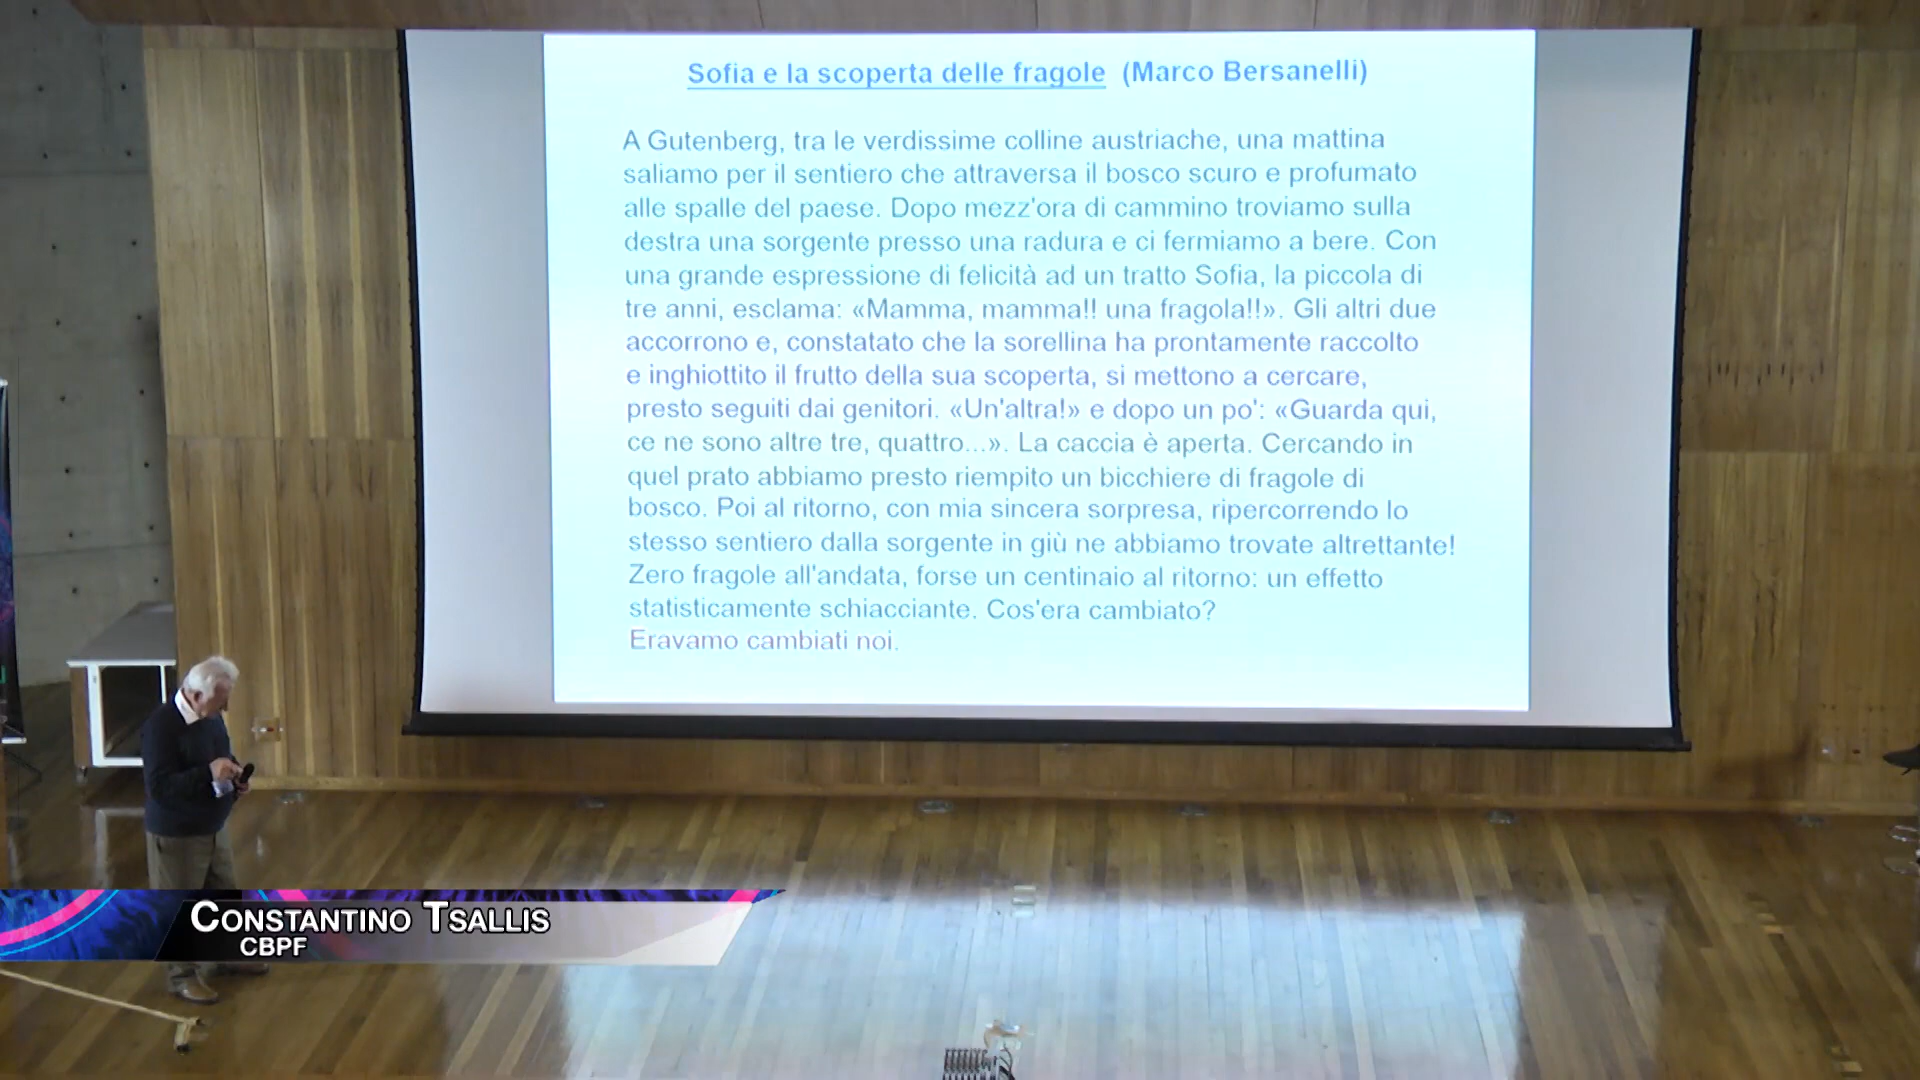 Sofia e la scoperta delle fragole (Marco Bersanelli)
A Gutenberg, tra le verdissime colline austriache, una mattina
saliamo per il sentiero che attraversa il bosco scuro e profumato
alle spalle del paese. Dopo mezz'ora di cammino troviamo sulla
destra una sorgente presso una radura e ci fermiamo a bere. Con
una grande espressione di felicità ad un tratto Sofia, la piccola di
tre anni, esclama: «Mamma, mamma!! una fragola!!». Gli altri due
accorrono e, constatato che la sorellina ha prontamente raccolto
e inghiottito il frutto della sua scoperta, si mettono a cercare,
presto seguiti dai genitori. «Un'altra!» e dopo un po': «Guarda qui,
ce ne sono altre tre, quattro...». La caccia è aperta. Cercando in
quel prato abbiamo presto riempito un bicchiere di fragole di
bosco. Poi al ritorno, con mia sincera sorpresa, ripercorrendo lo
stesso sentiero dalla sorgente in giù ne abbiamo trovate altrettante!
Zero fragole all'andata, forse un centinaio al ritorno: un effetto
statisticamente schiacciante. Cos'era cambiato?
Eravamo cambiati noi.
CONSTANTINO TSALLIS
CBPF